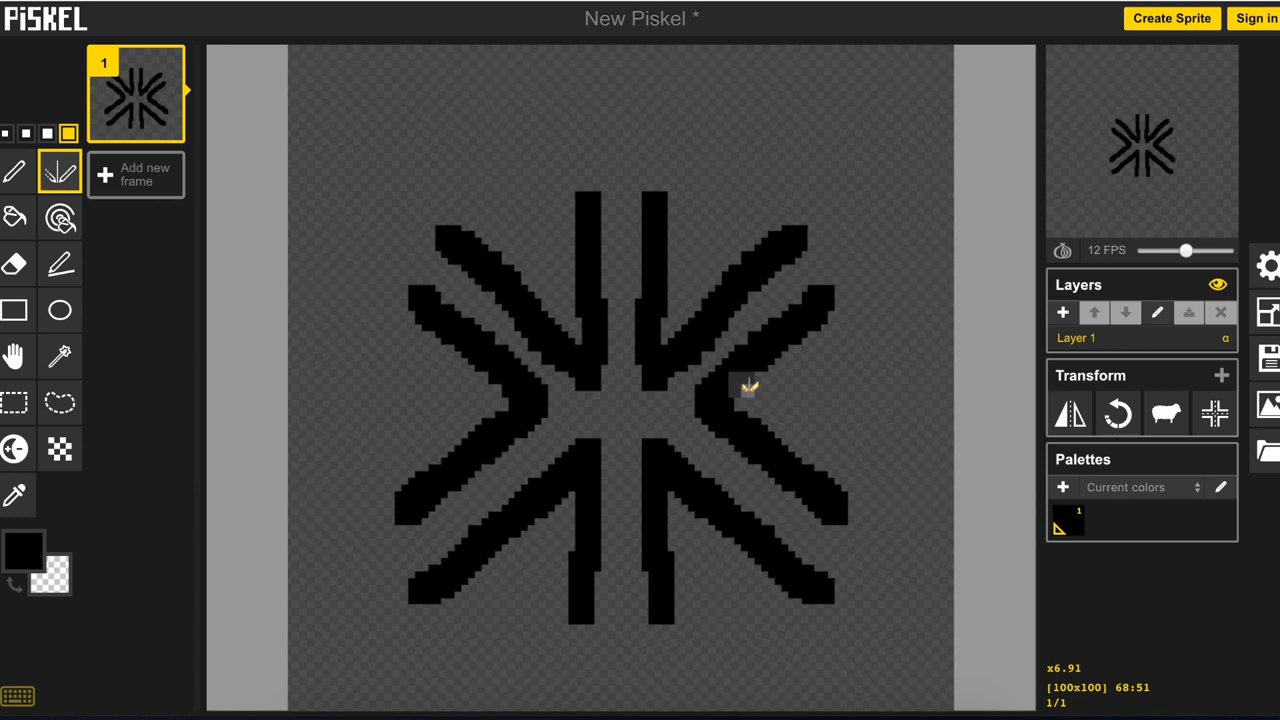 PiSKEL
New Piskel *
Create Sprite
Sign in
1
Add new
frame
12 FPS
Layers
Layer 1
α
Transform
Palettes
Current colors
1
x6.91
[100x100] 68:51
1/1